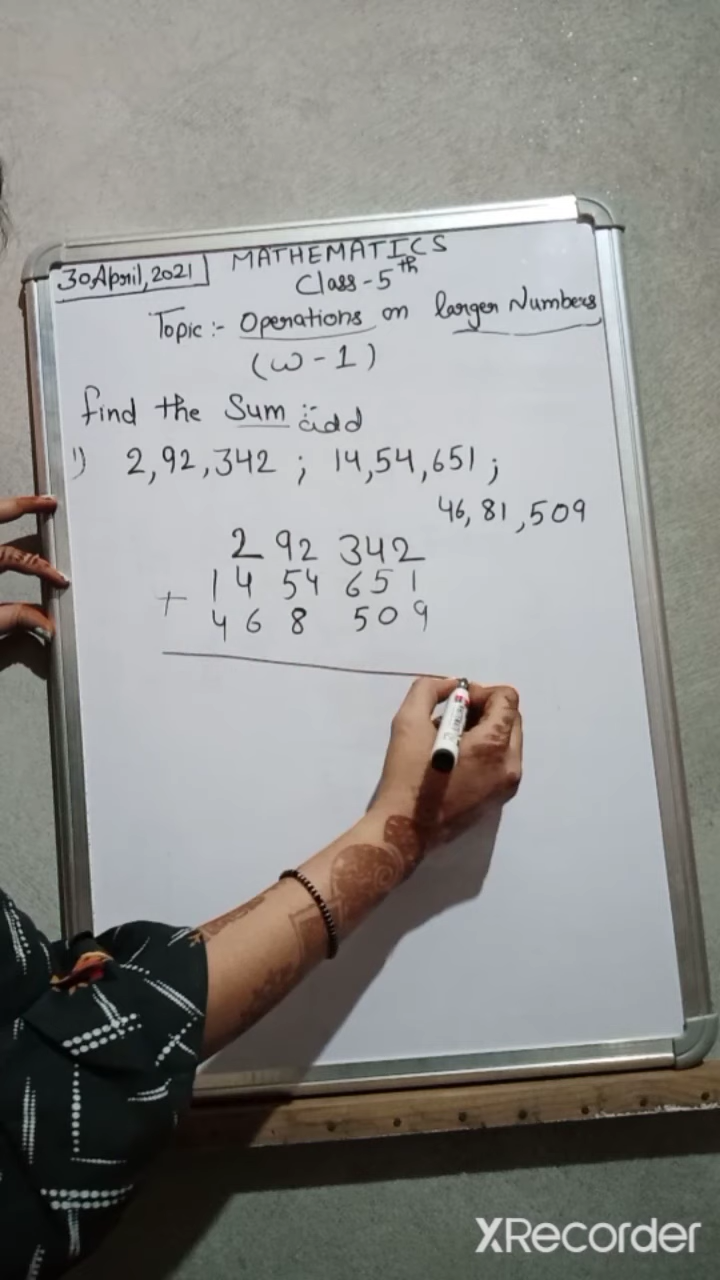 30 April, 2021
MATHEMATICS
Class - 5th
Topic :- Operations on larger Numbers
(W-1)
find the Sum :- add
1) 2,92,342 ; 14,54,651 ;
46,81,509
2 92 342
14 54 651
+
46 8 509
XRecorder